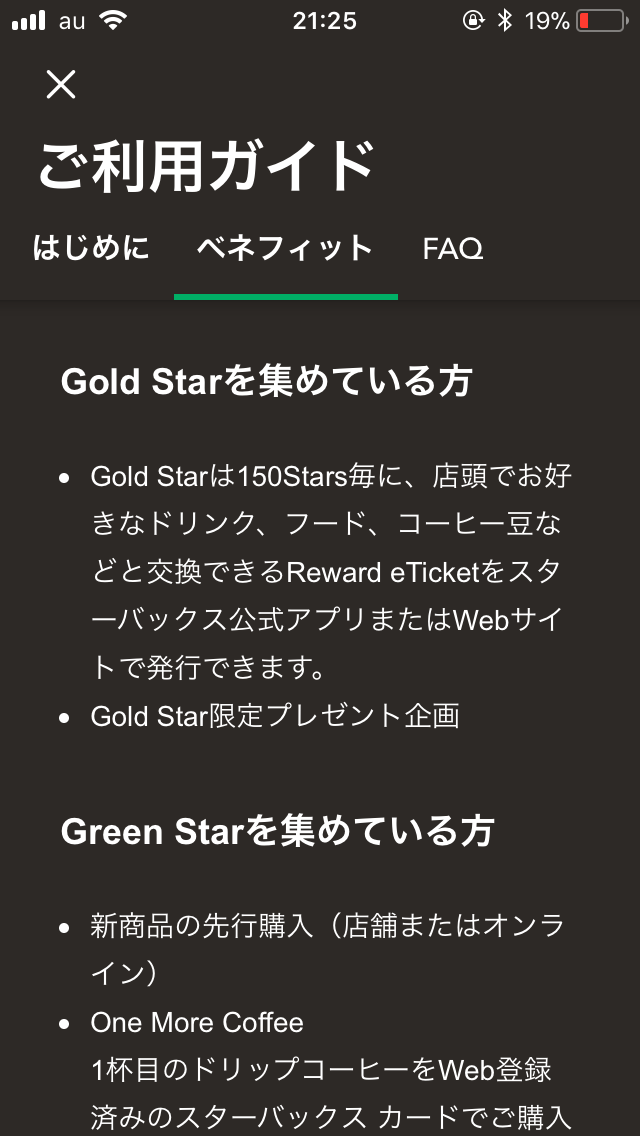 au 21:25 19%
ご利用ガイド
はじめに ベネフィット FAQ
Gold Starを集めている方
• Gold Starは150Stars毎に、店頭でお好
きなドリンク、フード、コーヒー豆な
どと交換できるReward eTicketをスタ
ーバックス公式アプリまたはWebサイ
トで発行できます。
• Gold Star限定プレゼント企画
Green Starを集めている方
• 新商品の先行購入（店舗またはオンラ
イン）
• One More Coffee
1杯目のドリップコーヒーをWeb登録
済みのスターバックス カードでご購入